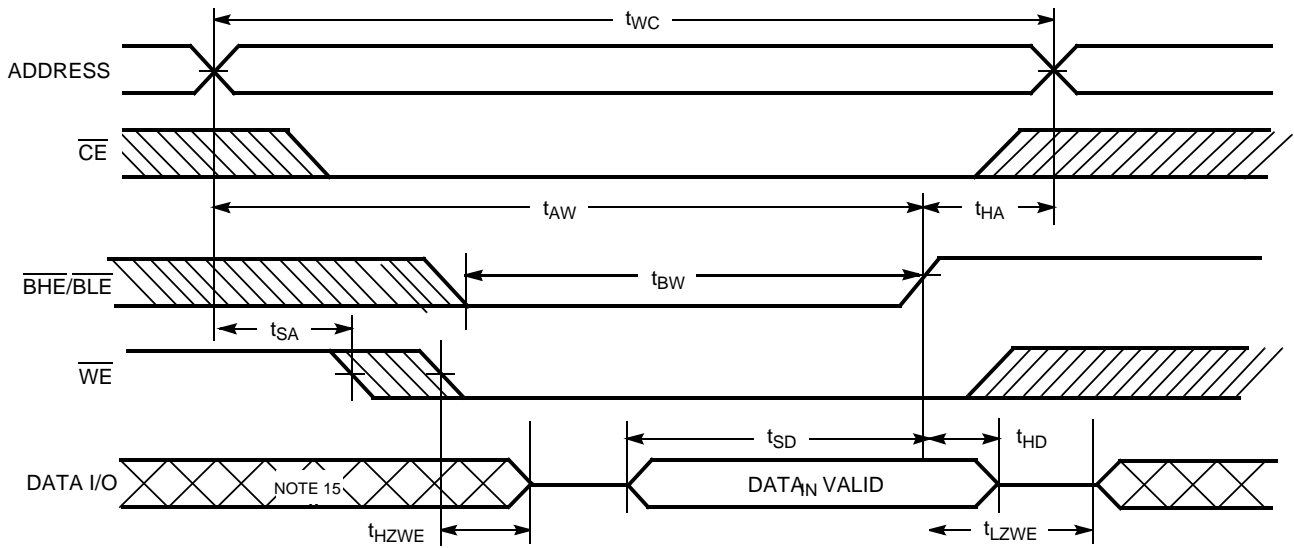 tWC
ADDRESS
CE
tAW
tHA
BHE/BLE
tBW
tSA
WE
tSD
tHD
DATA I/O
NOTE 15
DATAIN VALID
tHZWE
tLZWE